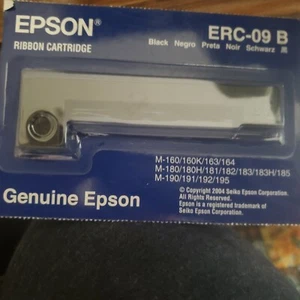 EPSON®
ERC-09 B
RIBBON CARTRIDGE
Black Negro Preta Noir Schwarz 黒
M-160/160K/163/164
M-180/180H/181/182/183/183H/185
M-190/191/192/195
Genuine Epson
© Copyright 2004 Seiko Epson Corporation.
All Rights Reserved.
Epson is a registered trademark of
Seiko Epson Corporation.